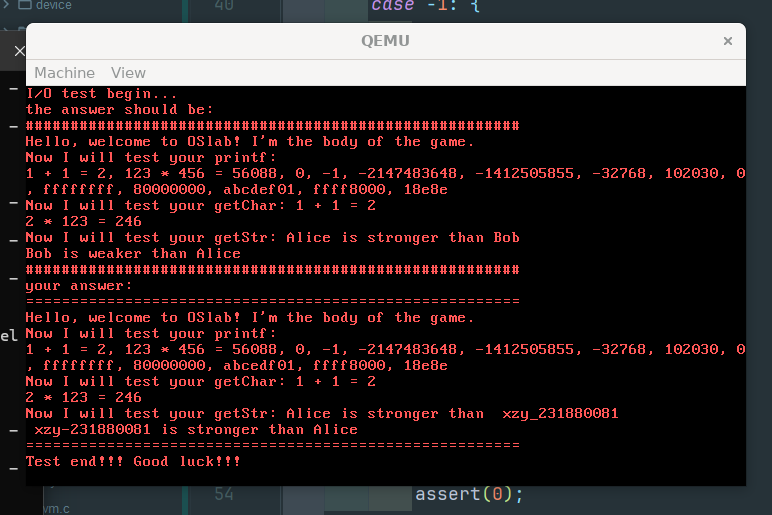 device
40
case -1: {
QEMU
×
×
Machine View
I/O test begin...
the answer should be:
#######################################################
Hello, welcome to OSlab! I'm the body of the game.
Now I will test your printf:
1 + 1 = 2, 123 * 456 = 56088, 0, -1, -2147483648, -1412505855, -32768, 102030, 0
, ffffffff, 80000000, abcdef01, ffff8000, 18e8e
Now I will test your getChar: 1 + 1 = 2
2 * 123 = 246
Now I will test your getStr: Alice is stronger than Bob
Bob is weaker than Alice
#######################################################
your answer:
=======================================================
Hello, welcome to OSlab! I'm the body of the game.
Now I will test your printf:
1 + 1 = 2, 123 * 456 = 56088, 0, -1, -2147483648, -1412505855, -32768, 102030, 0
, ffffffff, 80000000, abcedf01, ffff8000, 18e8e
Now I will test your getChar: 1 + 1 = 2
el
2 * 123 = 246
Now I will test your getStr: Alice is stronger than  xzy_231880081
 xzy-231880081 is stronger than Alice
=======================================================
Test end!!! Good luck!!!
54
assert(0);
vm.c